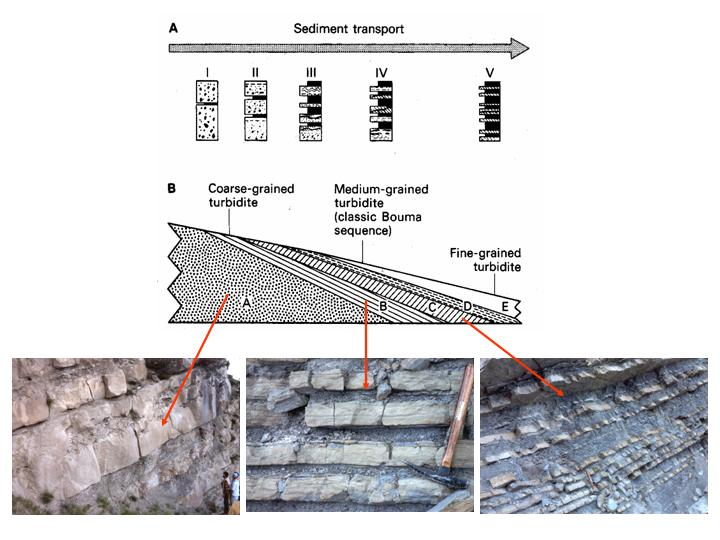 A
Sediment transport
I II III IV V
B
Coarse-grained
turbidite
Medium-grained
turbidite
(classic Bouma
sequence)
Fine-grained
turbidite
A B C D E